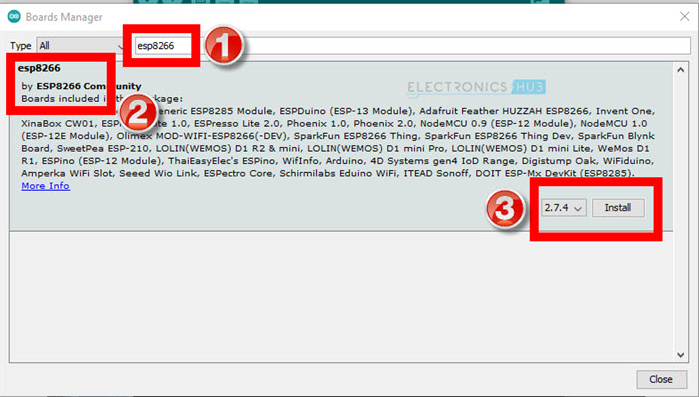 Boards Manager
Type All esp8266 1
esp8266
by ESP8266 Community
2
ELECTRONICS HUB
Boards included in th ckage:
eneric ESP8285 Module, ESPDuino (ESP-13 Module), Adafruit Feather HUZZAH ESP8266, Invent One,
XinaBox CW01, ESP te 1.0, ESPresso Lite 2.0, Phoenix 1.0, Phoenix 2.0, NodeMCU 0.9 (ESP-12 Module), NodeMCU 1.0
(ESP-12E Module), Olimex MOD-WIFI-ESP8266(-DEV), SparkFun ESP8266 Thing, SparkFun ESP8266 Thing Dev, SparkFun Blynk
Board, SweetPea ESP-210, LOLIN(WEMOS) D1 R2 & mini, LOLIN(WEMOS) D1 mini Pro, LOLIN(WEMOS) D1 mini Lite, WeMos D1
R1, ESPino (ESP-12 Module), ThaiEasyElec's ESPino, WifInfo, Arduino, 4D Systems gen4 IoD Range, Digistump Oak, WiFiduino,
Amperka WiFi Slot, Seeed Wio Link, ESPectro Core, Schirmilabs Eduino WiFi, ITEAD Sonoff, DOIT ESP-Mx DevKit (ESP8285).
More Info
3 2.7.4 Install
Close